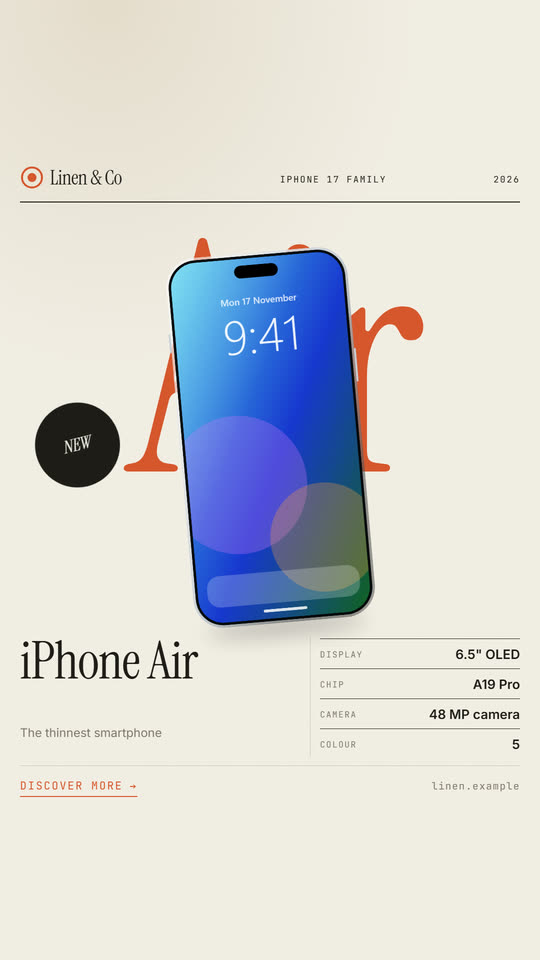 Linen & Co
IPHONE 17 FAMILY
2026
Air
Mon 17 November
9:41
NEW
iPhone Air
The thinnest smartphone
DISPLAY 6.5" OLED
CHIP A19 Pro
CAMERA 48 MP camera
COLOUR 5
DISCOVER MORE →
linen.example